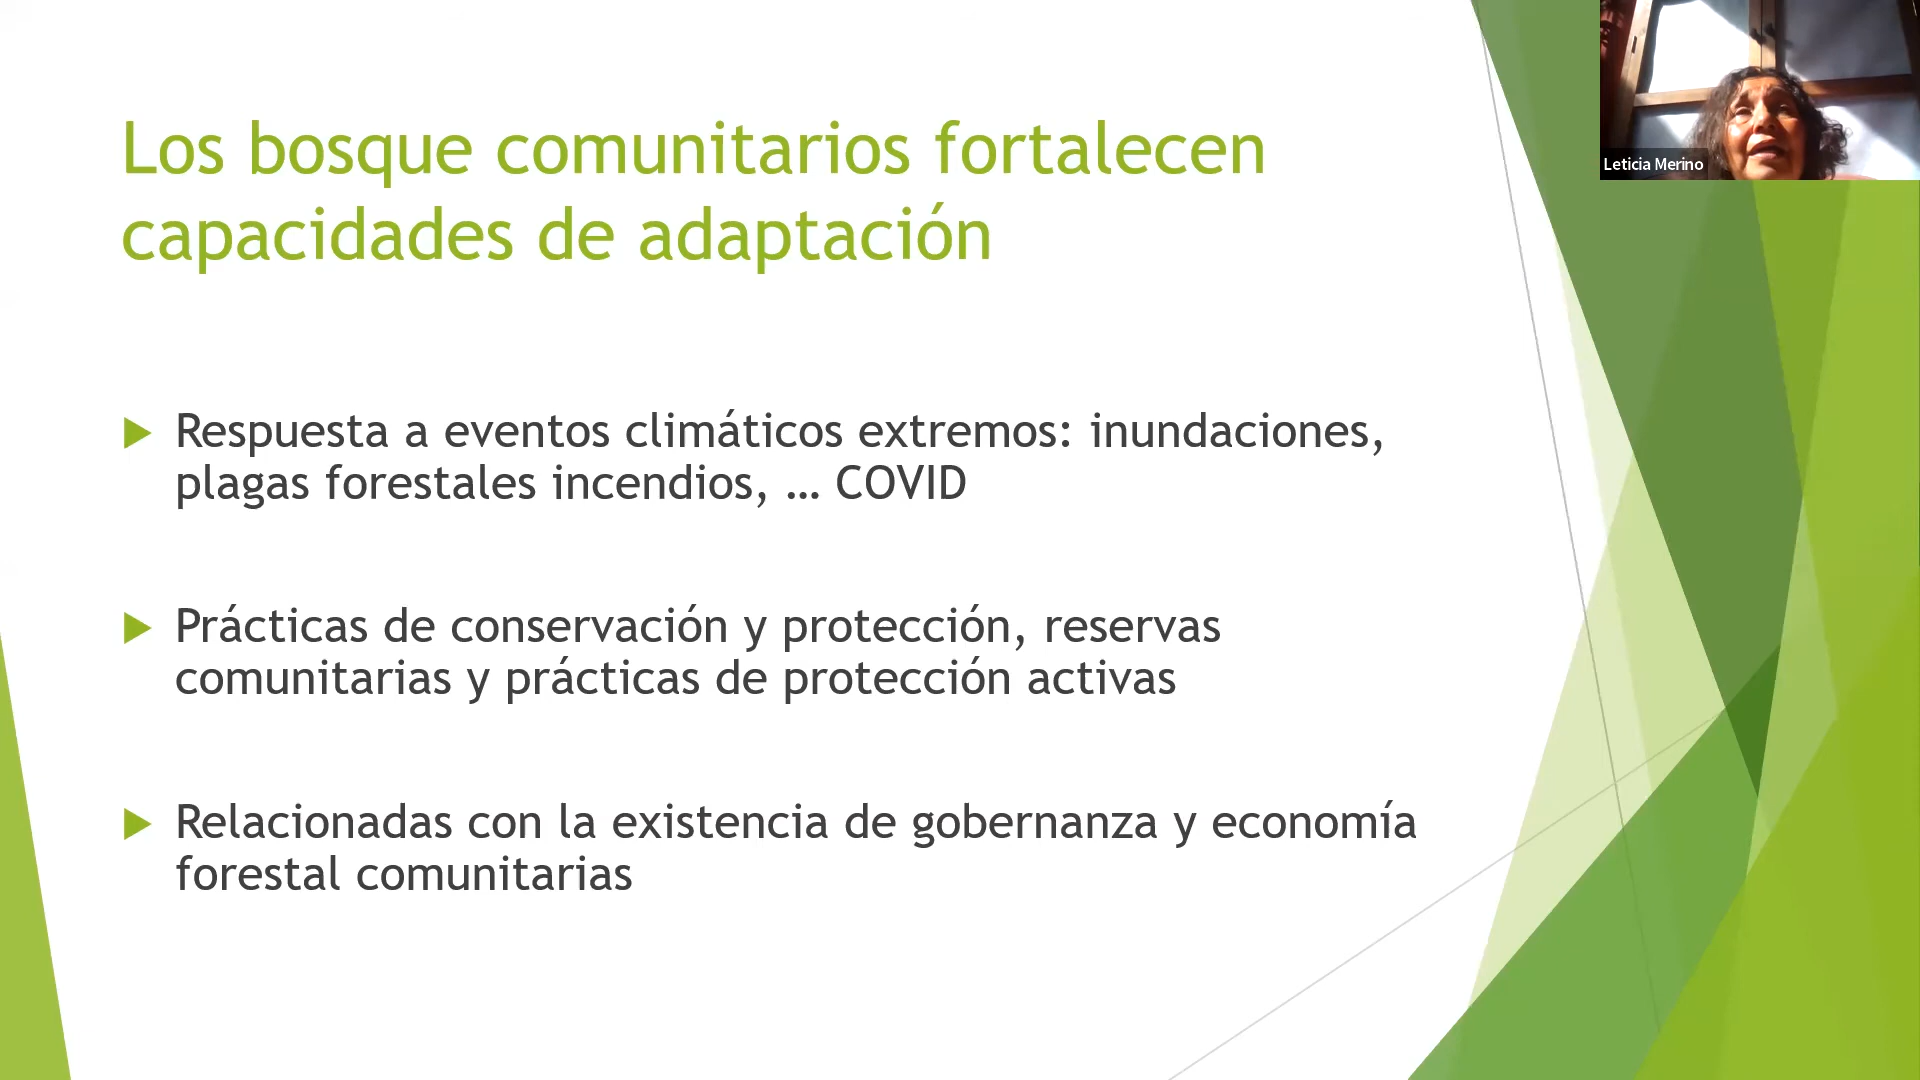 Los bosque comunitarios fortalecen
capacidades de adaptación
Respuesta a eventos climáticos extremos: inundaciones,
plagas forestales incendios, … COVID
Prácticas de conservación y protección, reservas
comunitarias y prácticas de protección activas
Relacionadas con la existencia de gobernanza y economía
forestal comunitarias
Leticia Merino